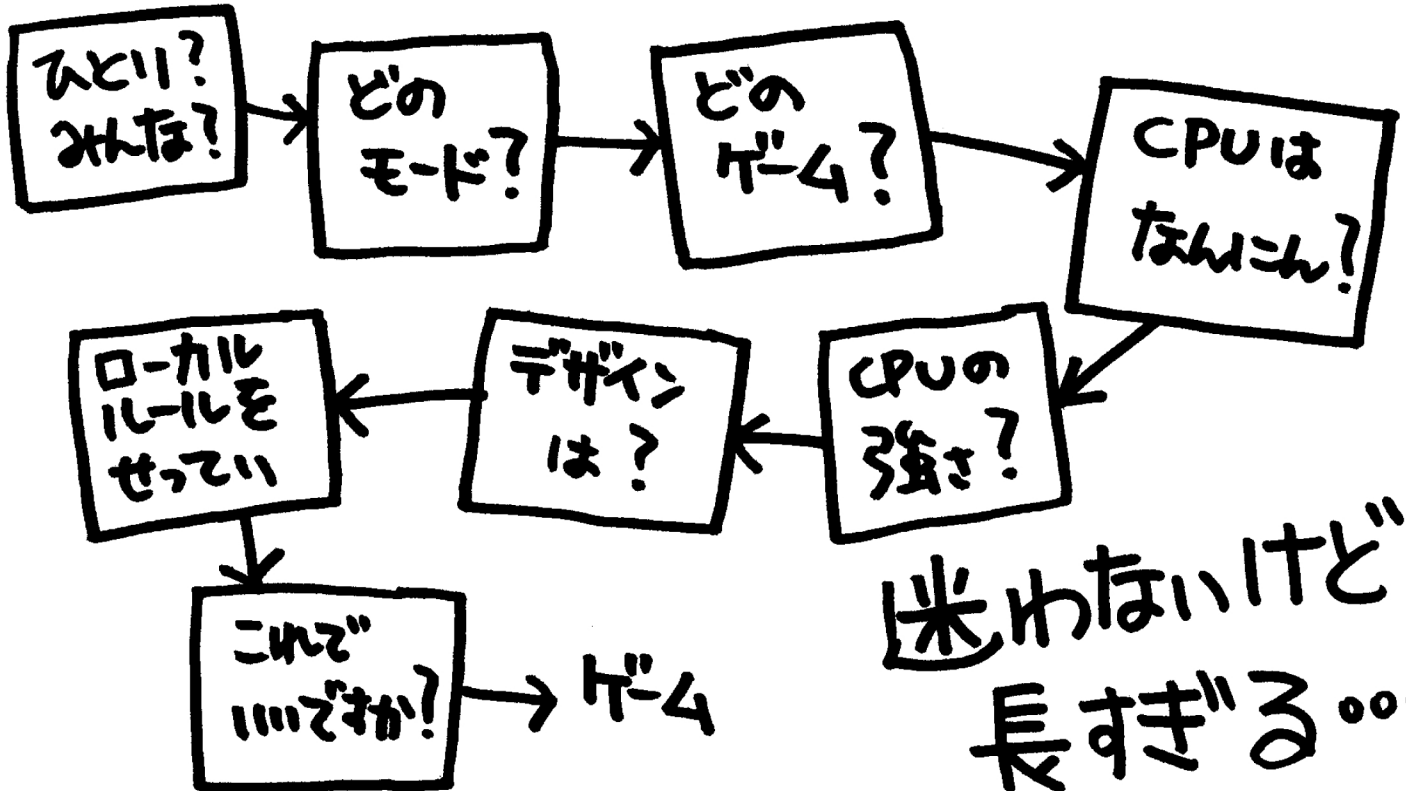 ひとり?
みんな?
どの
モード?
どの
ゲーム?
CPUは
なんにん?
CPUの
強さ?
デザイン
は?
ローカル
ルールを
せってい
これで
いいですか?
ゲーム
迷わないけど
長すぎる…